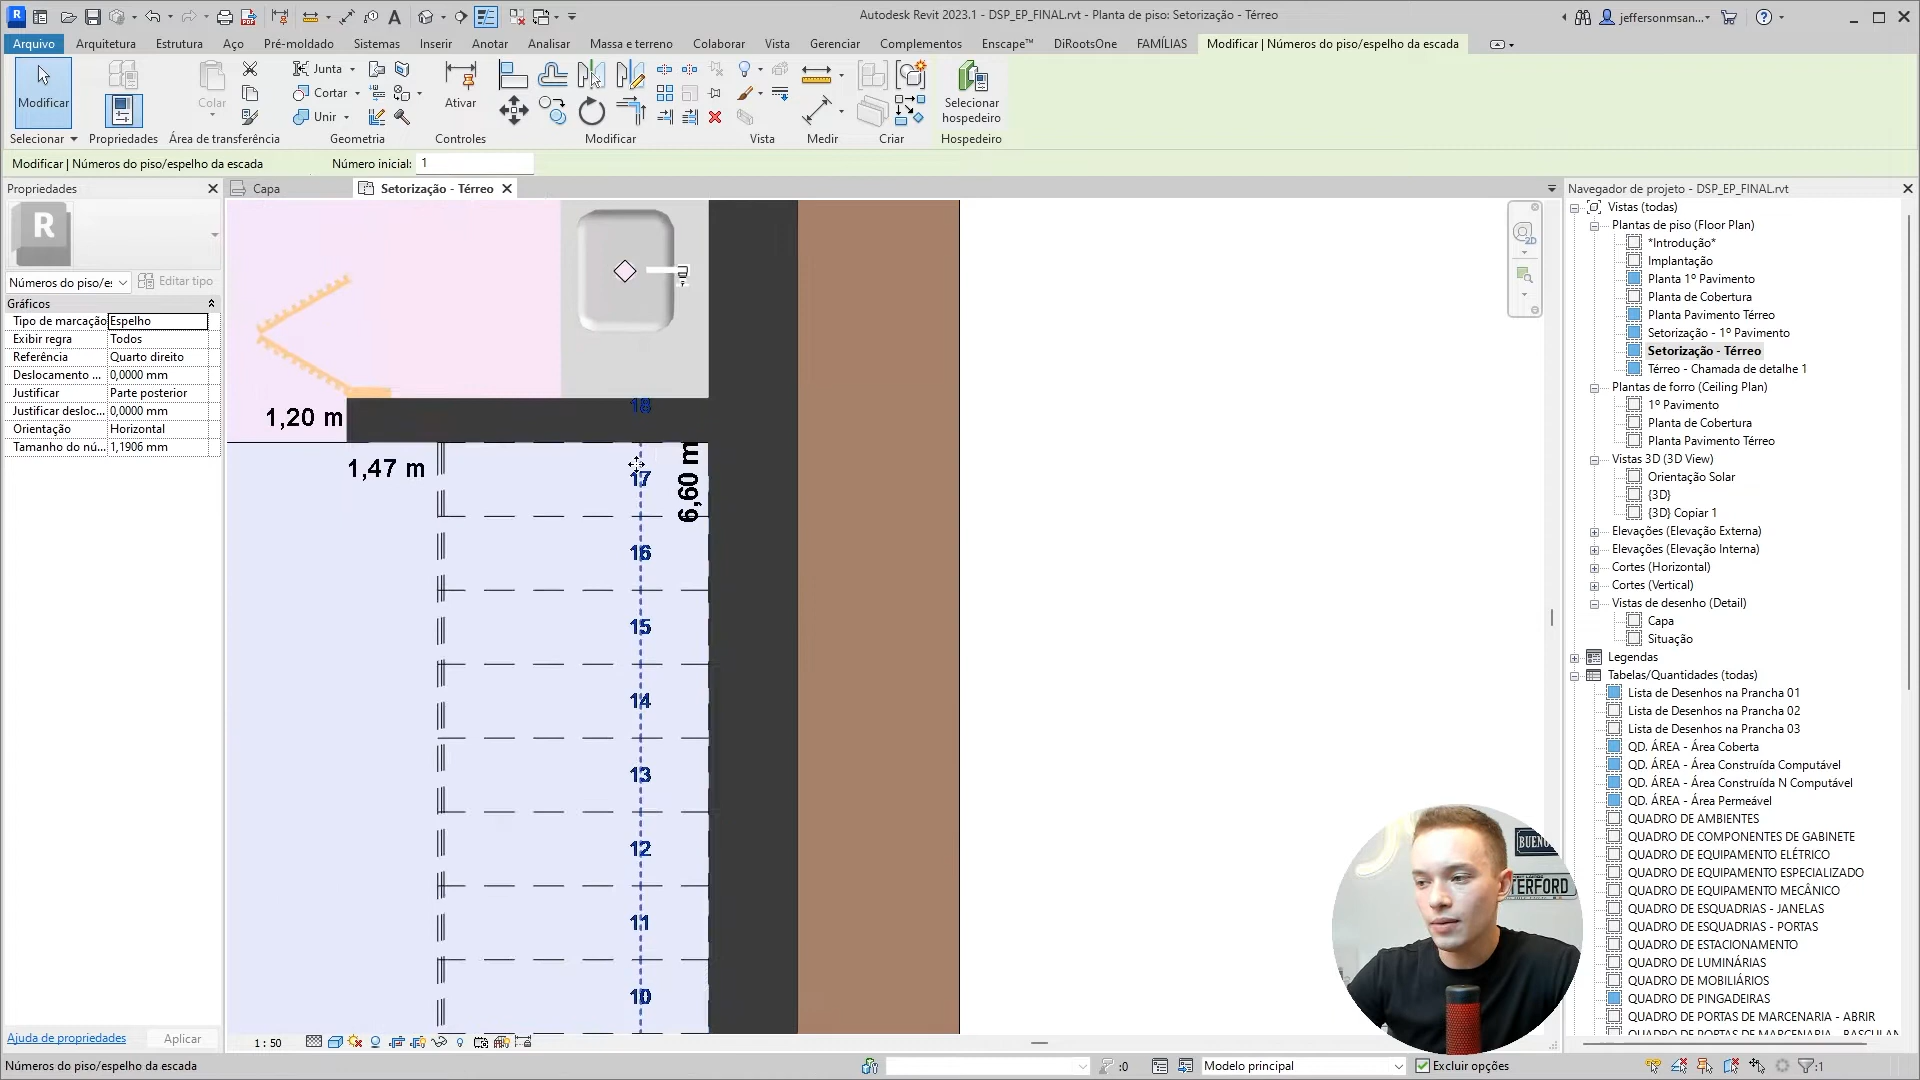 Autodesk Revit 2023.1 - DSP_EP_FINAL.rvt - Planta de piso: Setorização - Térreo
jeffersonmsan...
Arquivo Arquitetura Estrutura Aço Pré-moldado Sistemas Inserir Anotar Analisar Massa e terreno Colaborar Vista Gerenciar Complementos Enscape™ DiRootsOne FAMÍLIAS Modificar | Números do piso/espelho da escada
Modificar
Colar
Junta
Cortar
Unir
Ativar
Selecionar hospedeiro
Selecionar Propriedades Área de transferência Geometria Controles Modificar Vista Medir Criar Hospedeiro
Modificar | Números do piso/espelho da escada Número inicial: 1
Propriedades
Capa
Setorização - Térreo
Navegador de projeto - DSP_EP_FINAL.rvt
R
Números do piso/e:
Editar tipo
Gráficos
Tipo de marcação Espelho
Exibir regra Todos
Referência Quarto direito
Deslocamento ... 0,0000 mm
Justificar Parte posterior
Justificar desloc... 0,0000 mm
Orientação Horizontal
Tamanho do nú... 1,1906 mm
Ajuda de propriedades
Aplicar
1,20 m
1,47 m
6,60 m
18
17
16
15
14
13
12
11
10
2D
Vistas (todas)
Plantas de piso (Floor Plan)
*Introdução*
Implantação
Planta 1º Pavimento
Planta de Cobertura
Planta Pavimento Térreo
Setorização - 1º Pavimento
Setorização - Térreo
Térreo - Chamada de detalhe 1
Plantas de forro (Ceiling Plan)
1º Pavimento
Planta de Cobertura
Planta Pavimento Térreo
Vistas 3D (3D View)
Orientação Solar
{3D}
{3D} Copiar 1
Elevações (Elevação Externa)
Elevações (Elevação Interna)
Cortes (Horizontal)
Cortes (Vertical)
Vistas de desenho (Detail)
Capa
Situação
Legendas
Tabelas/Quantidades (todas)
Lista de Desenhos na Prancha 01
Lista de Desenhos na Prancha 02
Lista de Desenhos na Prancha 03
QD. ÁREA - Área Coberta
QD. ÁREA - Área Construída Computável
QD. ÁREA - Área Construída N Computável
QD. ÁREA - Área Permeável
QUADRO DE AMBIENTES
QUADRO DE COMPONENTES DE GABINETE
QUADRO DE EQUIPAMENTO ELÉTRICO
QUADRO DE EQUIPAMENTO ESPECIALIZADO
QUADRO DE EQUIPAMENTO MECÂNICO
QUADRO DE ESQUADRIAS - JANELAS
QUADRO DE ESQUADRIAS - PORTAS
QUADRO DE ESTACIONAMENTO
QUADRO DE LUMINÁRIAS
QUADRO DE MOBILIÁRIOS
QUADRO DE PINGADEIRAS
QUADRO DE PORTAS DE MARCENARIA - ABRIR
QUADRO DE PORTAS DE MARCENARIA - BASCULAN
BUENO
TERFORD
1 : 50
Números do piso/espelho da escada
:0
Modelo principal
Excluir opções
:1